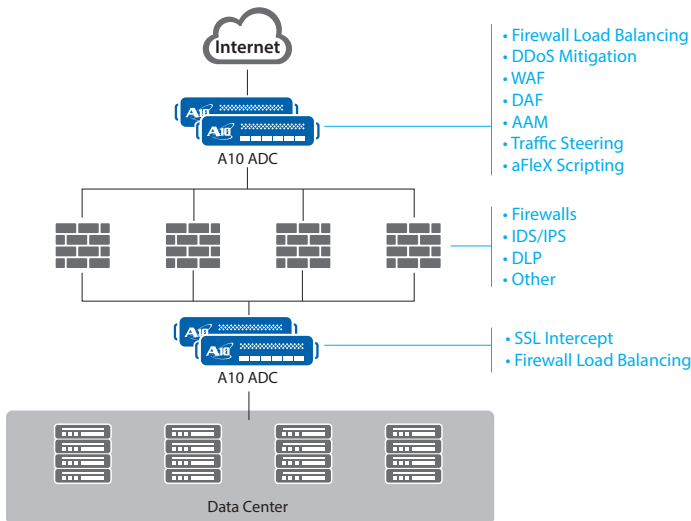 Internet
• Firewall Load Balancing
• DDoS Mitigation
• WAF
• DAF
• AAM
• Traffic Steering
• aFleX Scripting
A10
A10
A10 ADC
• Firewalls
• IDS/IPS
• DLP
• Other
A10
A10
A10 ADC
• SSL Intercept
• Firewall Load Balancing
Data Center